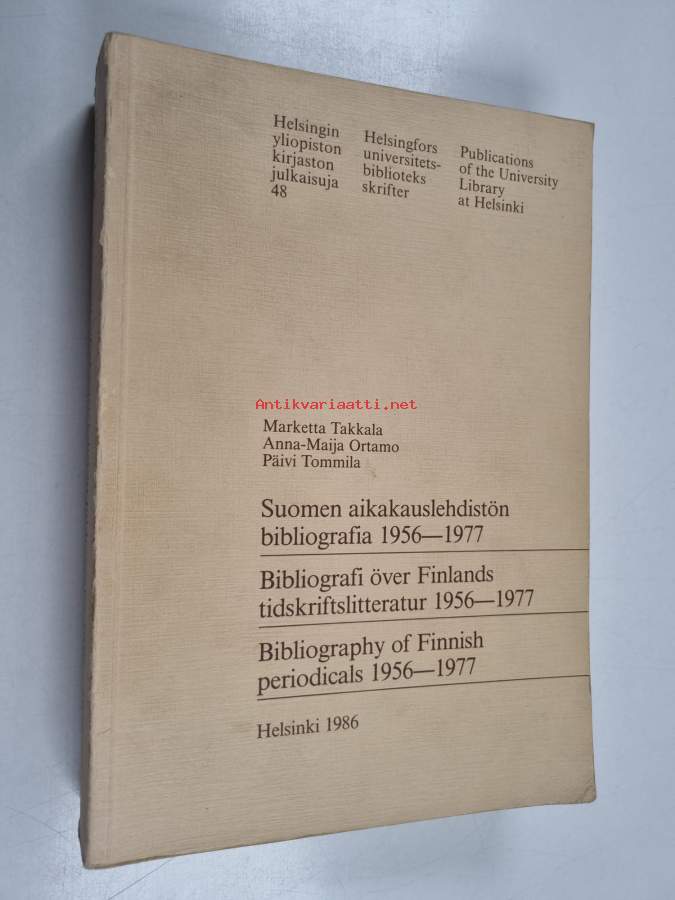 Helsingin
yliopiston
kirjaston
julkaisuja
48
Helsingfors
universitets-
biblioteks
skrifter
Publications
of the University
Library
at Helsinki
Antikvariaatti.net
Marketta Takkala
Anna-Maija Ortamo
Päivi Tommila
Suomen aikakauslehdistön
bibliografia 1956—1977
Bibliografi över Finlands
tidskriftslitteratur 1956—1977
Bibliography of Finnish
periodicals 1956—1977
Helsinki 1986